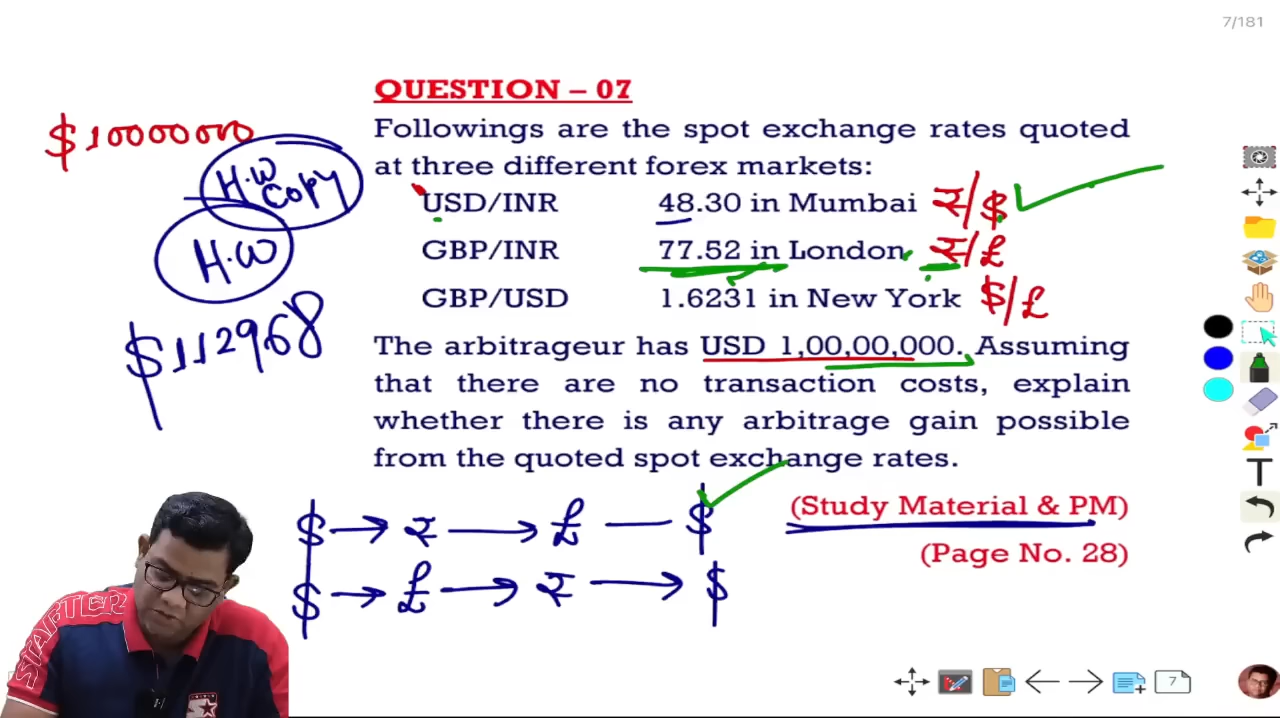 7/181
QUESTION – 07
$10000000
Followings are the spot exchange rates quoted
at three different forex markets:
H.W
Copy
USD/INR 48.30 in Mumbai ₹/$
H.W
GBP/INR 77.52 in London ₹/£
GBP/USD 1.6231 in New York $/£
$112968
The arbitrageur has USD 1,00,00,000. Assuming
that there are no transaction costs, explain
whether there is any arbitrage gain possible
from the quoted spot exchange rates.
(Study Material & PM)
$ → ₹ → £ — $
(Page No. 28)
$ → £ → ₹ → $
STARTER
T
7